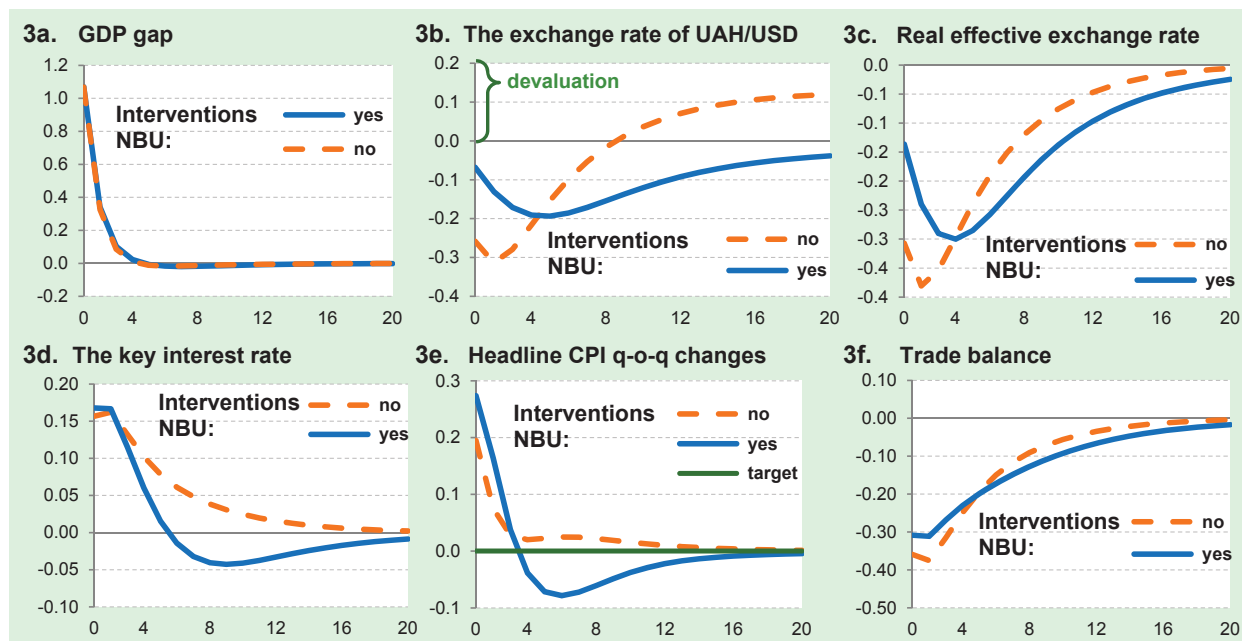 3a. GDP gap
1.2
1.0
0.8
0.6
0.4
0.2
0.0
-0.2
Interventions
NBU:
yes
no
0 4 8 12 16 20
3b. The exchange rate of UAH/USD
0.2
0.1
0.0
-0.1
-0.2
-0.3
-0.4
devaluation
Interventions
NBU:
no
yes
0 4 8 12 16 20
3c. Real effective exchange rate
0.0
-0.1
-0.1
-0.2
-0.2
-0.3
-0.3
-0.4
-0.4
Interventions
NBU:
no
yes
0 4 8 12 16 20
3d. The key interest rate
0.20
0.15
0.10
0.05
0.00
-0.05
-0.10
Interventions
NBU:
no
yes
0 4 8 12 16 20
3e. Headline CPI q-o-q changes
0.3
0.2
0.1
0.0
-0.1
Interventions
NBU:
no
yes
target
0 4 8 12 16 20
3f. Trade balance
0.10
0.00
-0.10
-0.20
-0.30
-0.40
-0.50
Interventions
NBU:
no
yes
0 4 8 12 16 20